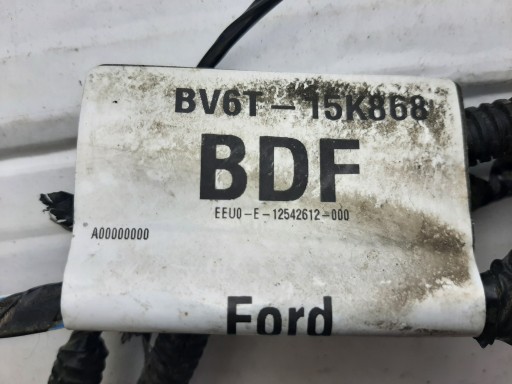 BV6T-15K868
BDF
EEU0-E-12542612-000
A00000000
Ford